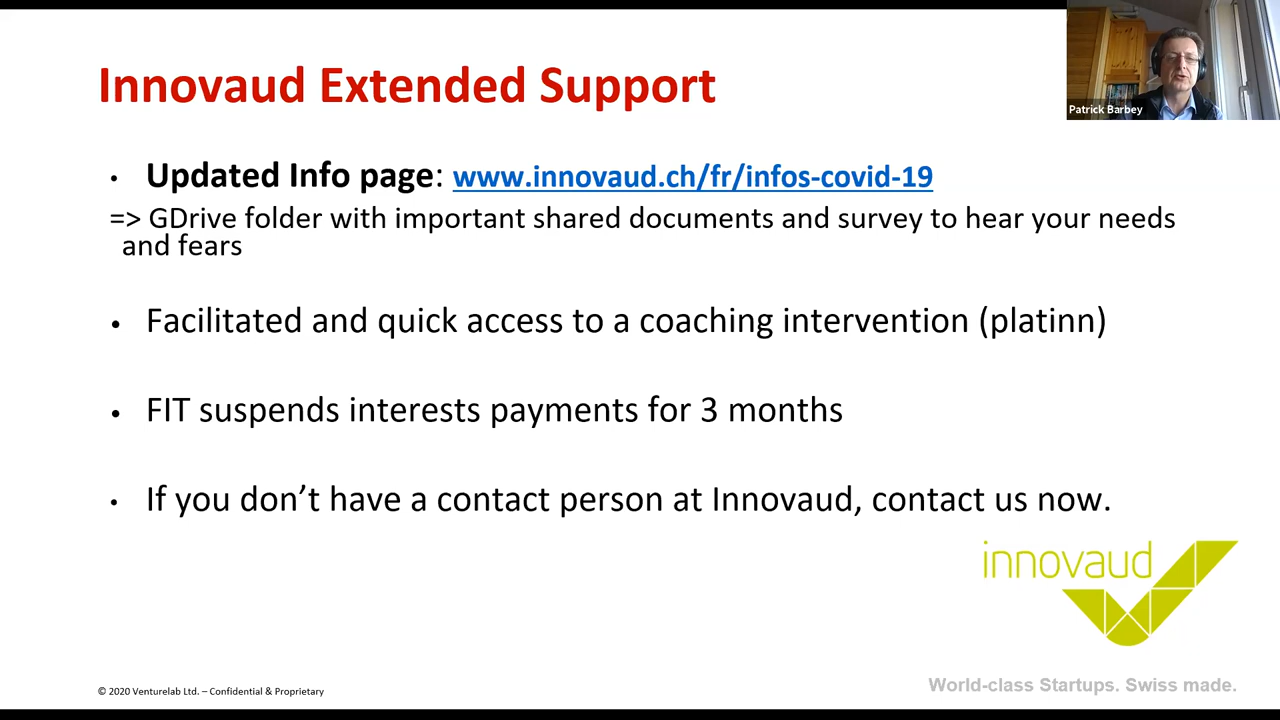 Innovaud Extended Support
Patrick Barbey
• Updated Info page: www.innovaud.ch/fr/infos-covid-19
=> GDrive folder with important shared documents and survey to hear your needs
and fears
• Facilitated and quick access to a coaching intervention (platinn)
• FIT suspends interests payments for 3 months
• If you don’t have a contact person at Innovaud, contact us now.
innovaud
© 2020 Venturelab Ltd. – Confidential & Proprietary
World-class Startups. Swiss made.